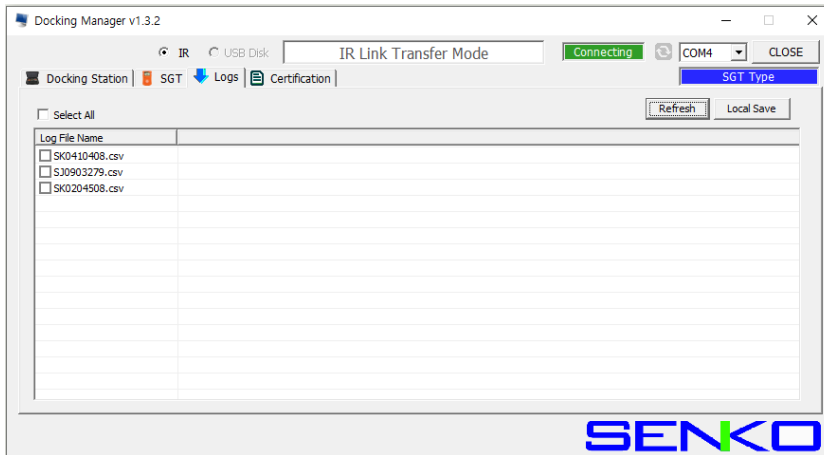 Docking Manager v1.3.2
IR USB Disk IR Link Transfer Mode Connecting COM4 CLOSE
Docking Station SGT Logs Certification SGT Type
Select All Refresh Local Save
Log File Name
SK0410408.csv
SJ0903279.csv
SK0204508.csv
SENKO